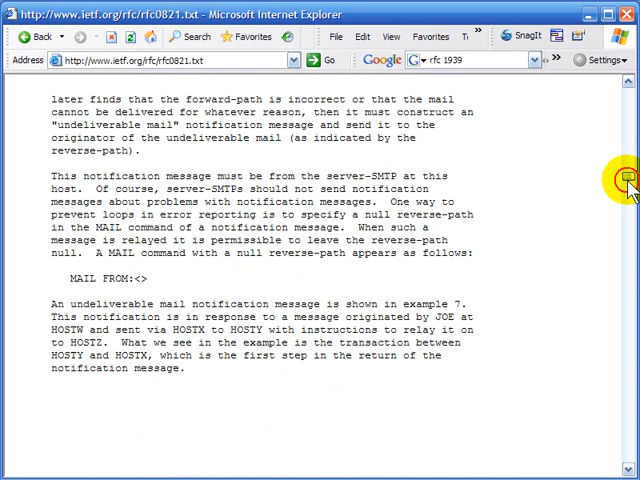 http://www.ietf.org/rfc/rfc0821.txt - Microsoft Internet Explorer
Back Search Favorites File Edit View Favorites » SnagIt
Address http://www.ietf.org/rfc/rfc0821.txt Go Google rfc 1939 » Settings
later finds that the forward-path is incorrect or that the mail
cannot be delivered for whatever reason, then it must construct an
"undeliverable mail" notification message and send it to the
originator of the undeliverable mail (as indicated by the
reverse-path).
This notification message must be from the server-SMTP at this
host. Of course, server-SMTPs should not send notification
messages about problems with notification messages. One way to
prevent loops in error reporting is to specify a null reverse-path
in the MAIL command of a notification message. When such a
message is relayed it is permissible to leave the reverse-path
null. A MAIL command with a null reverse-path appears as follows:
MAIL FROM:<>
An undeliverable mail notification message is shown in example 7.
This notification is in response to a message originated by JOE at
HOSTW and sent via HOSTX to HOSTY with instructions to relay it on
to HOSTZ. What we see in the example is the transaction between
HOSTY and HOSTX, which is the first step in the return of the
notification message.